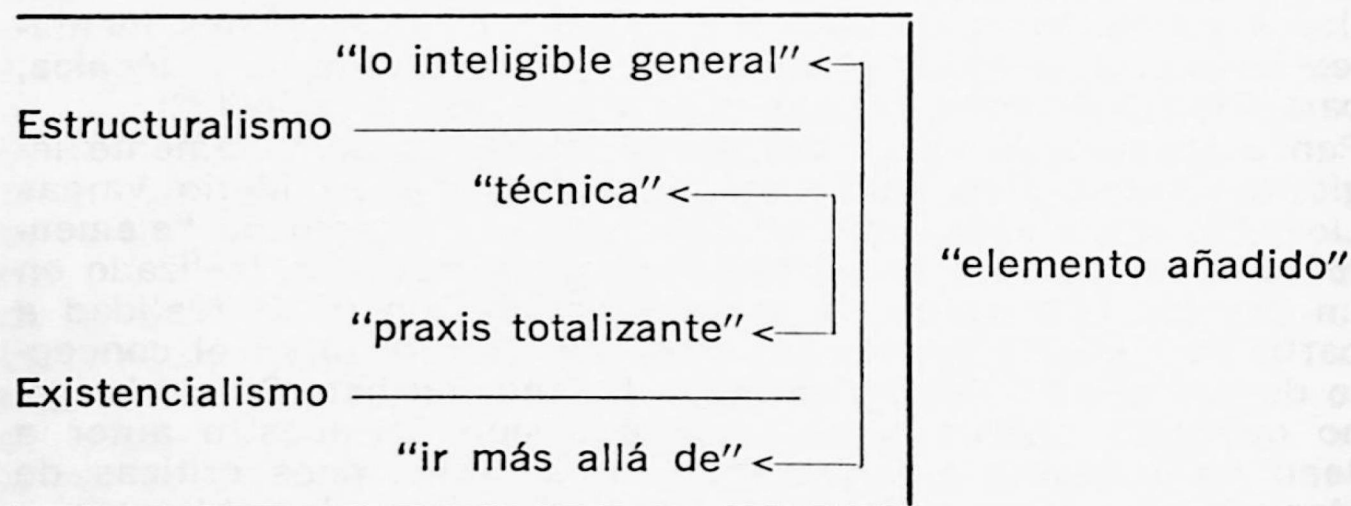 “lo inteligible general”
Estructuralismo
“técnica”
“elemento añadido”
“praxis totalizante”
Existencialismo
“ir más allá de”